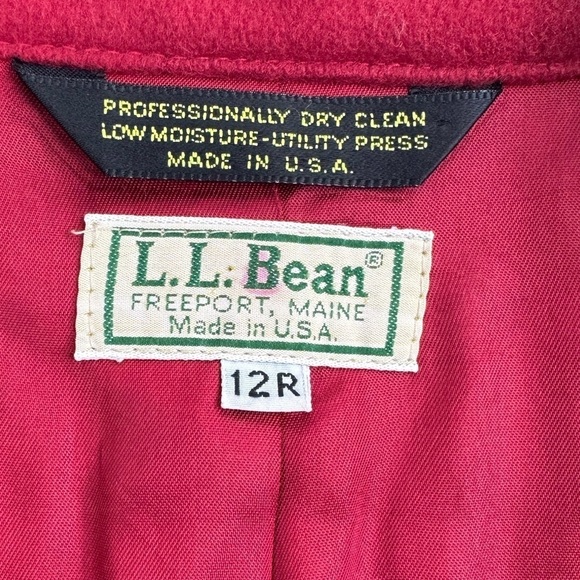 PROFESSIONALLY DRY CLEAN
LOW MOISTURE-UTILITY PRESS
MADE IN U.S.A.
L.L. Bean®
FREEPORT, MAINE
Made in U.S.A.
12R